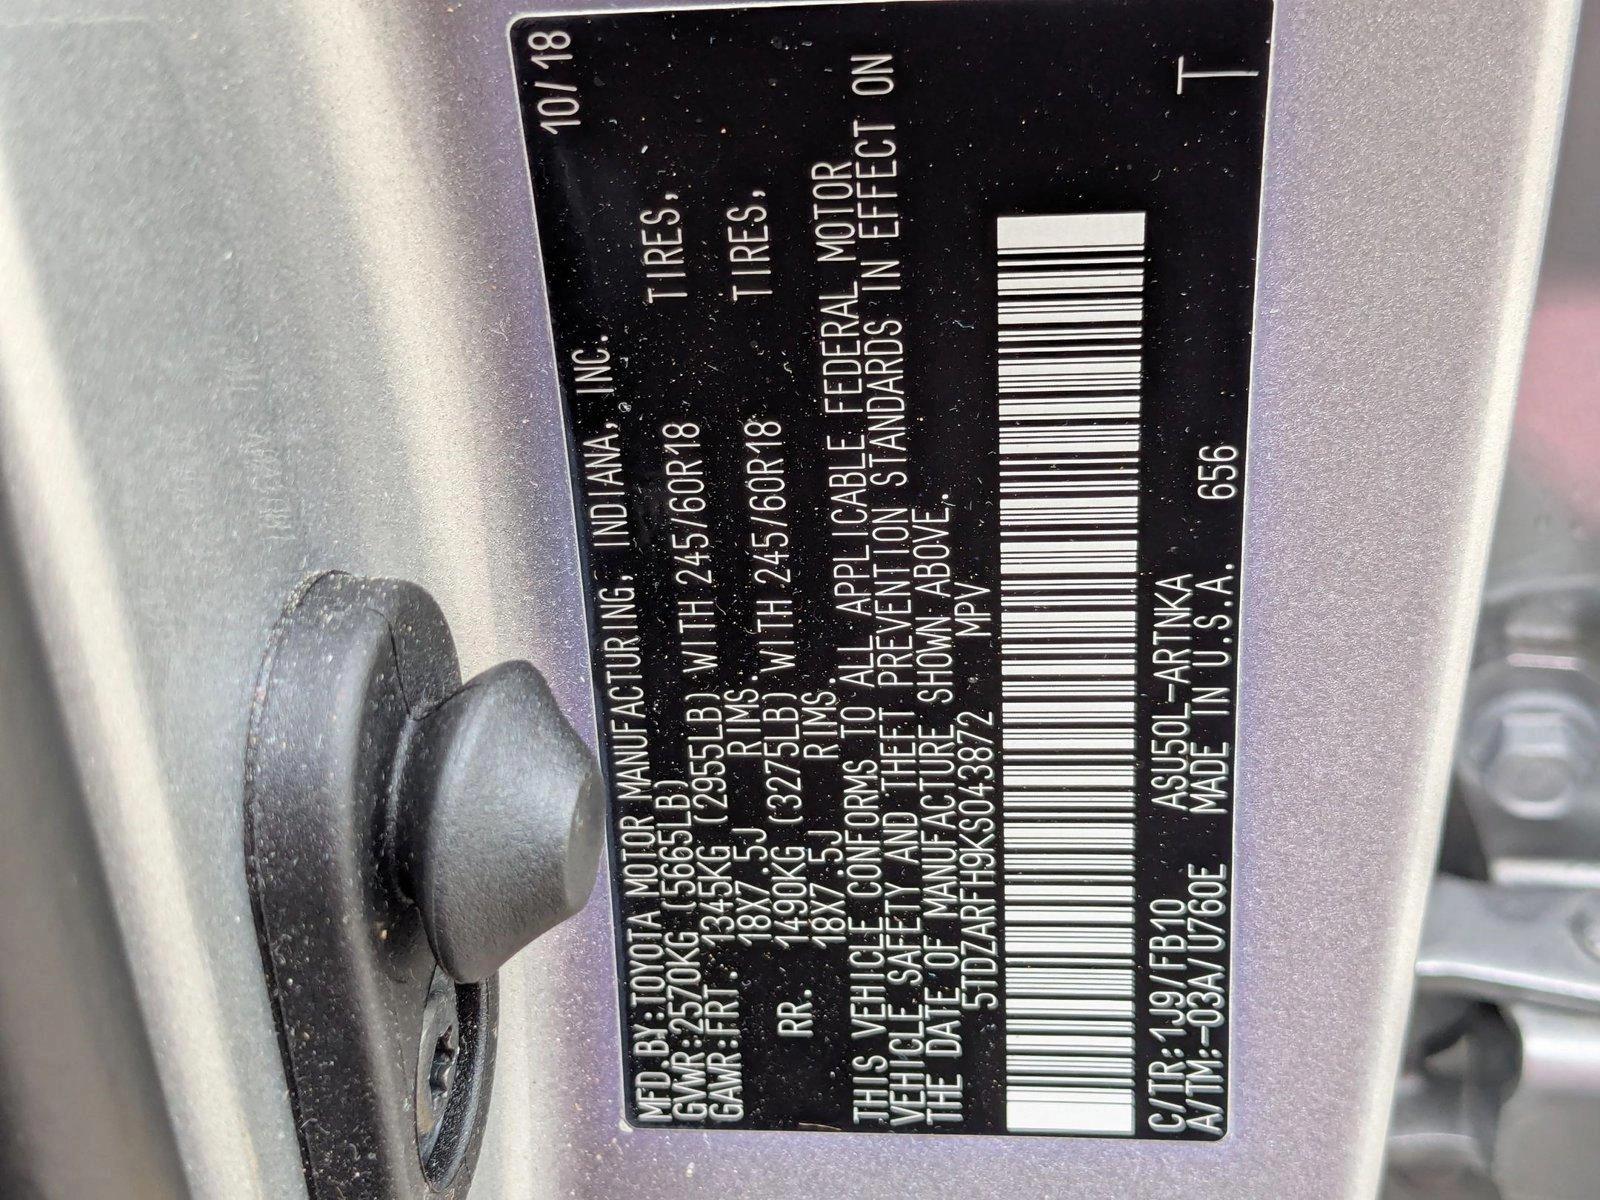 10/18
MFD.BY:TOYOTA MOTOR MANUFACTURING, INDIANA, INC.
GVWR:2570KG (5665LB)
GAWR:FRT. 1345KG (2955LB) WITH 245/60R18 TIRES,
18X7.5J RIMS.
RR. 1490KG (3275LB) WITH 245/60R18 TIRES,
18X7.5J RIMS.
THIS VEHICLE CONFORMS TO ALL APPLICABLE FEDERAL MOTOR
VEHICLE SAFETY AND THEFT PREVENTION STANDARDS IN EFFECT ON
THE DATE OF MANUFACTURE SHOWN ABOVE.
5TDZARFH9KS043872 MPV
C/TR:1J9/FB10 ASU50L-ARTNKA T
A/TM:-03A/U760E MADE IN U.S.A. 656